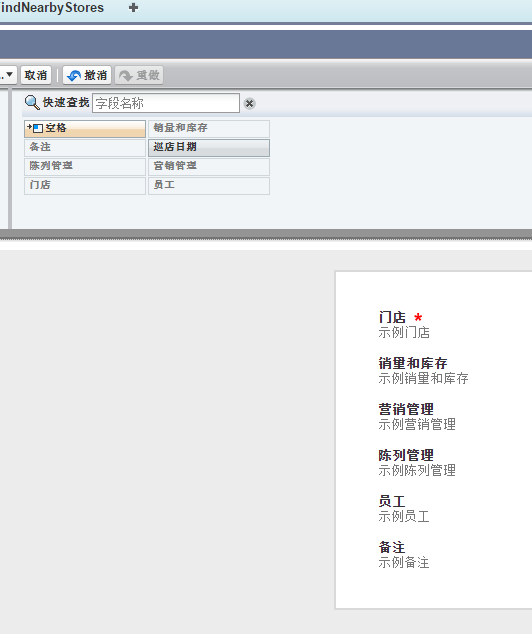 indNearbyStores
取消
撤消
重做
快速查找
字段名称
空格
销量和库存
备注
巡店日期
陈列管理
营销管理
门店
员工
门店 *
示例门店
销量和库存
示例销量和库存
营销管理
示例营销管理
陈列管理
示例陈列管理
员工
示例员工
备注
示例备注